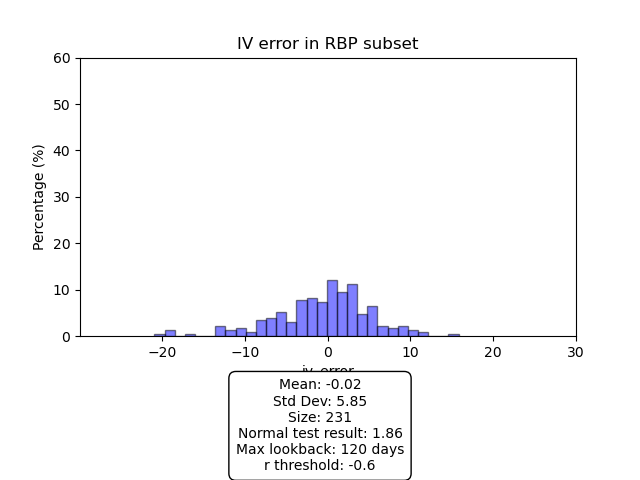 IV error in RBP subset
60
50
40
30
20
10
0
Percentage (%)
−20
−10
0
10
20
30
iv_error
Mean: -0.02
Std Dev: 5.85
Size: 231
Normal test result: 1.86
Max lookback: 120 days
r threshold: -0.6